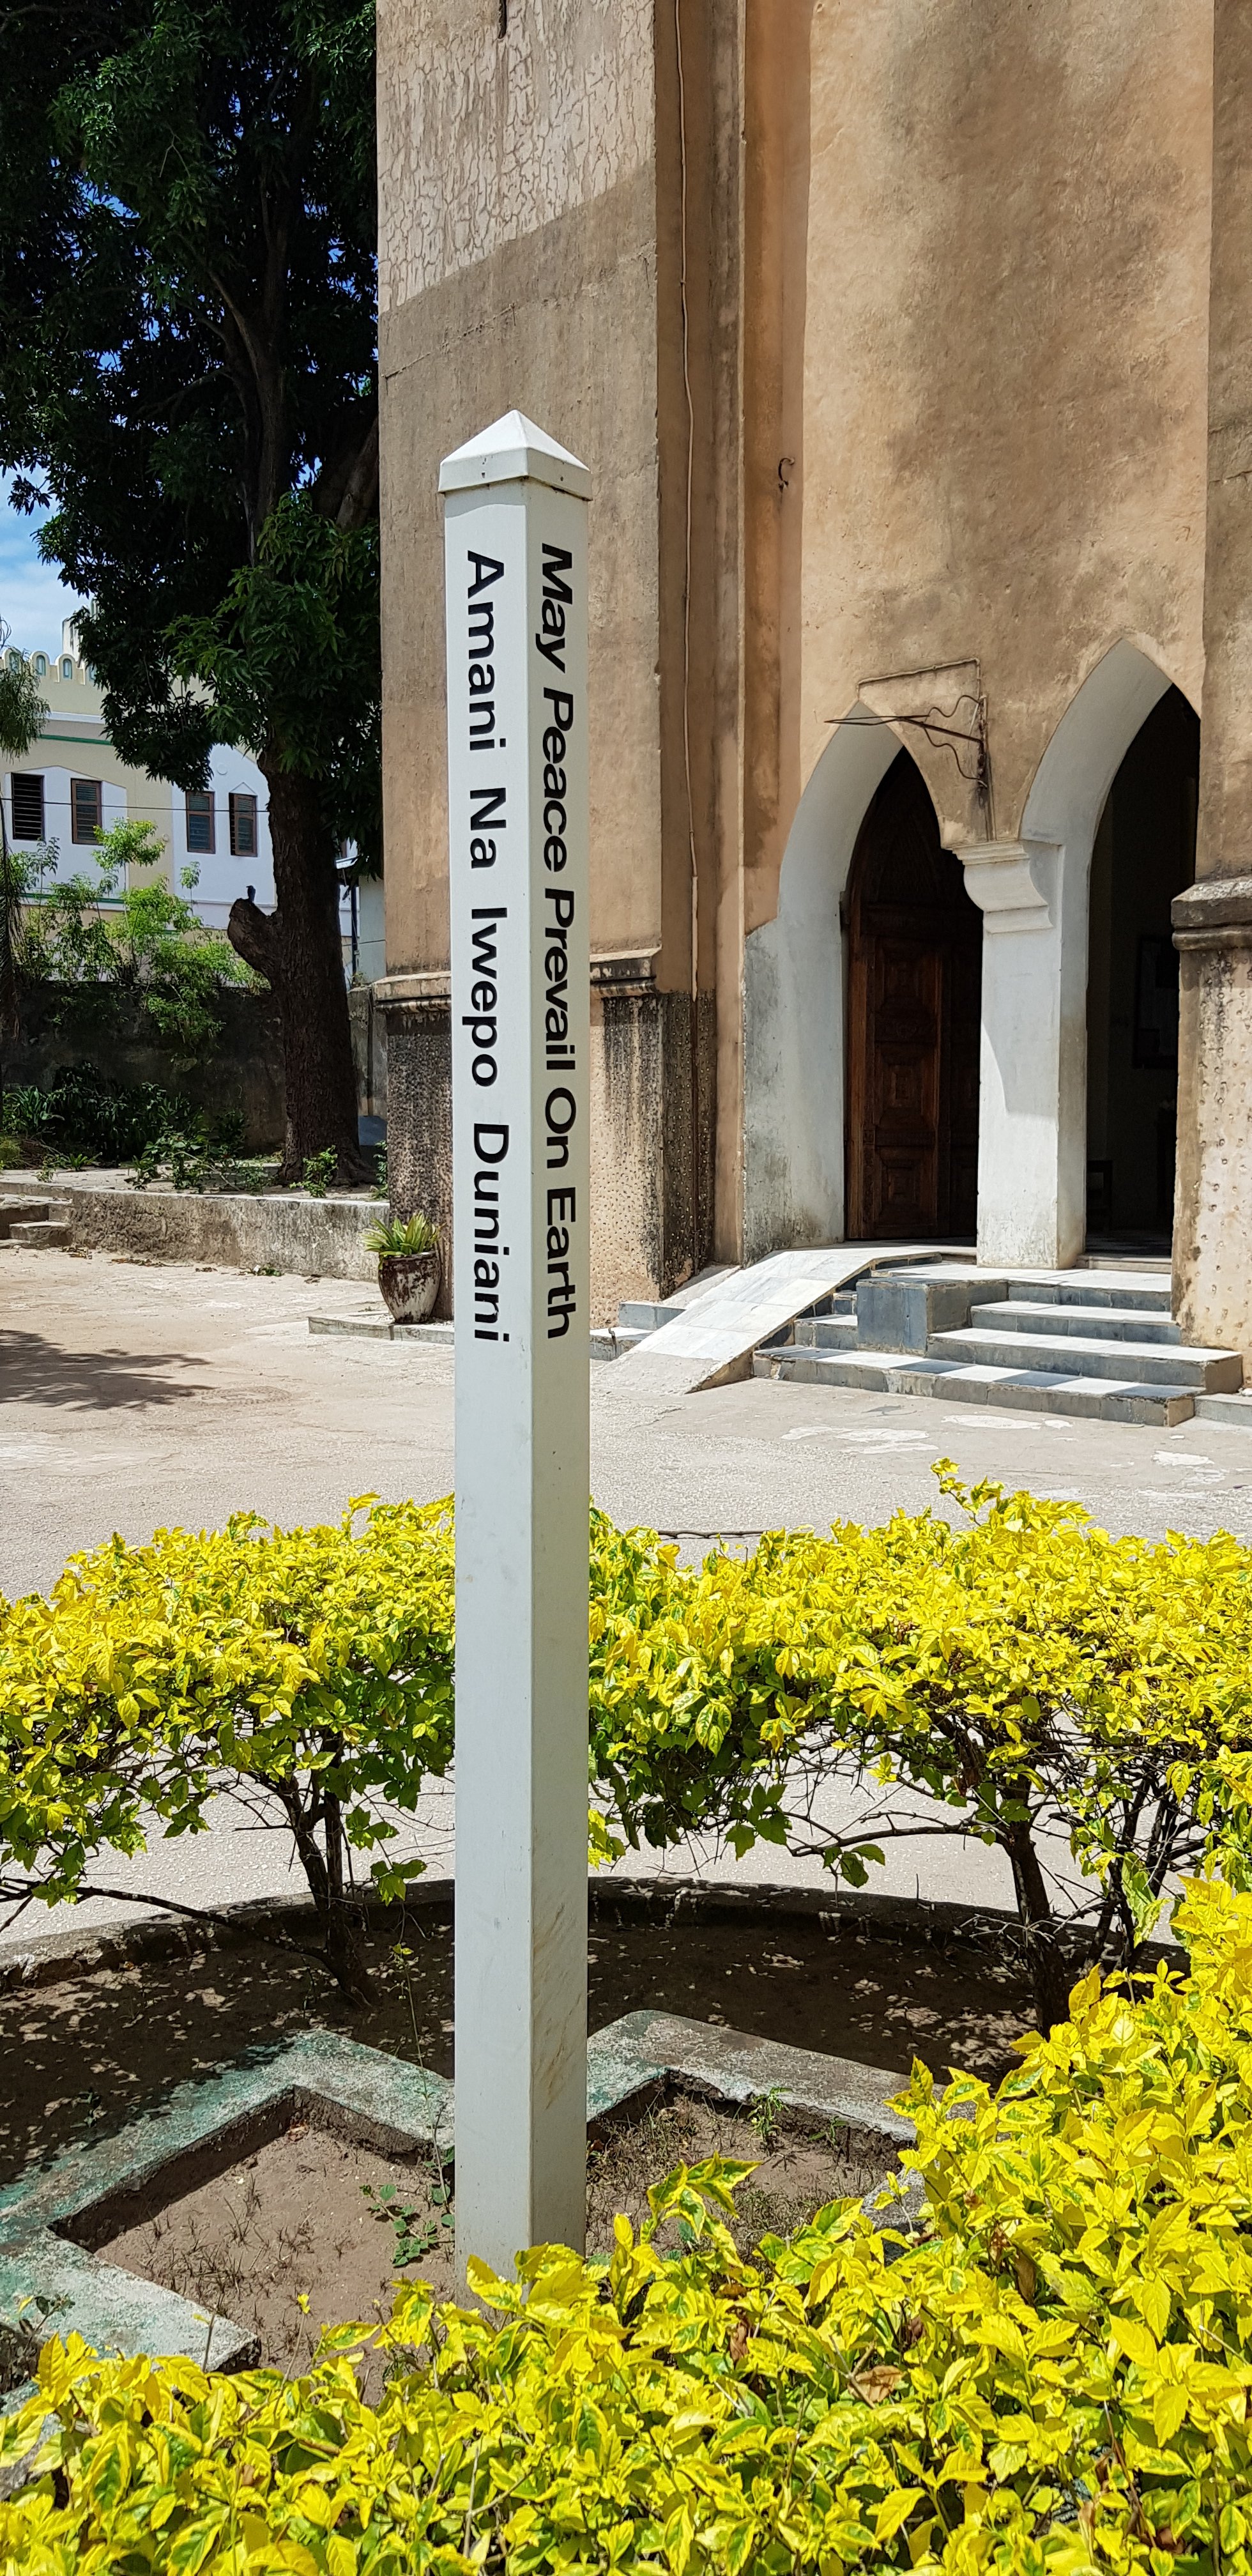 Amani Na Iwepo Duniani
May Peace Prevail On Earth